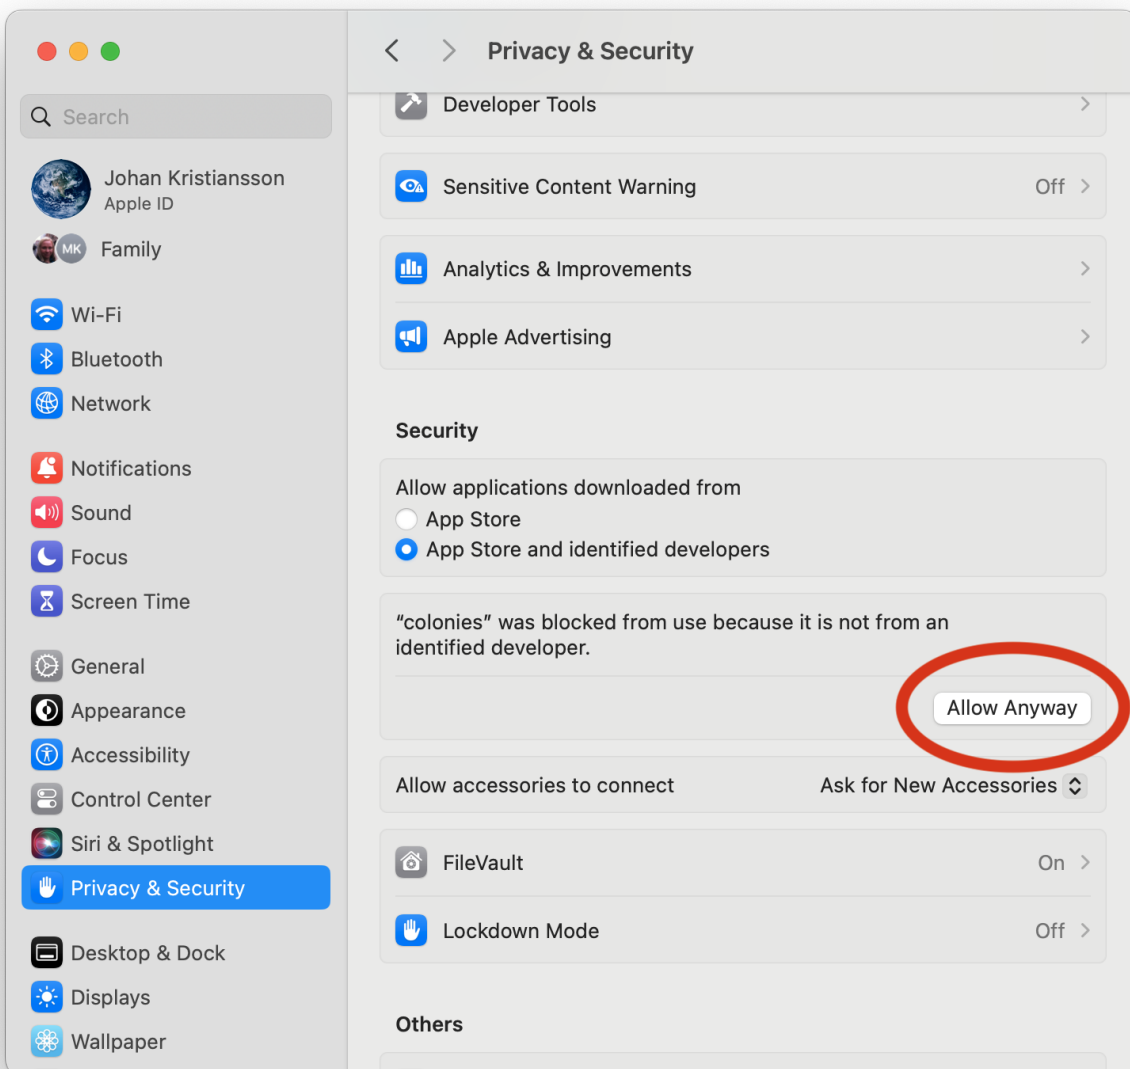 Search
Johan Kristiansson
Apple ID
MK
Family
Wi-Fi
Bluetooth
Network
Notifications
Sound
Focus
Screen Time
General
Appearance
Accessibility
Control Center
Siri & Spotlight
Privacy & Security
Desktop & Dock
Displays
Wallpaper
Privacy & Security
Developer Tools
Sensitive Content Warning Off
Analytics & Improvements
Apple Advertising
Security
Allow applications downloaded from
App Store
App Store and identified developers
“colonies” was blocked from use because it is not from an
identified developer.
Allow Anyway
Allow accessories to connect Ask for New Accessories
FileVault On
Lockdown Mode Off
Others